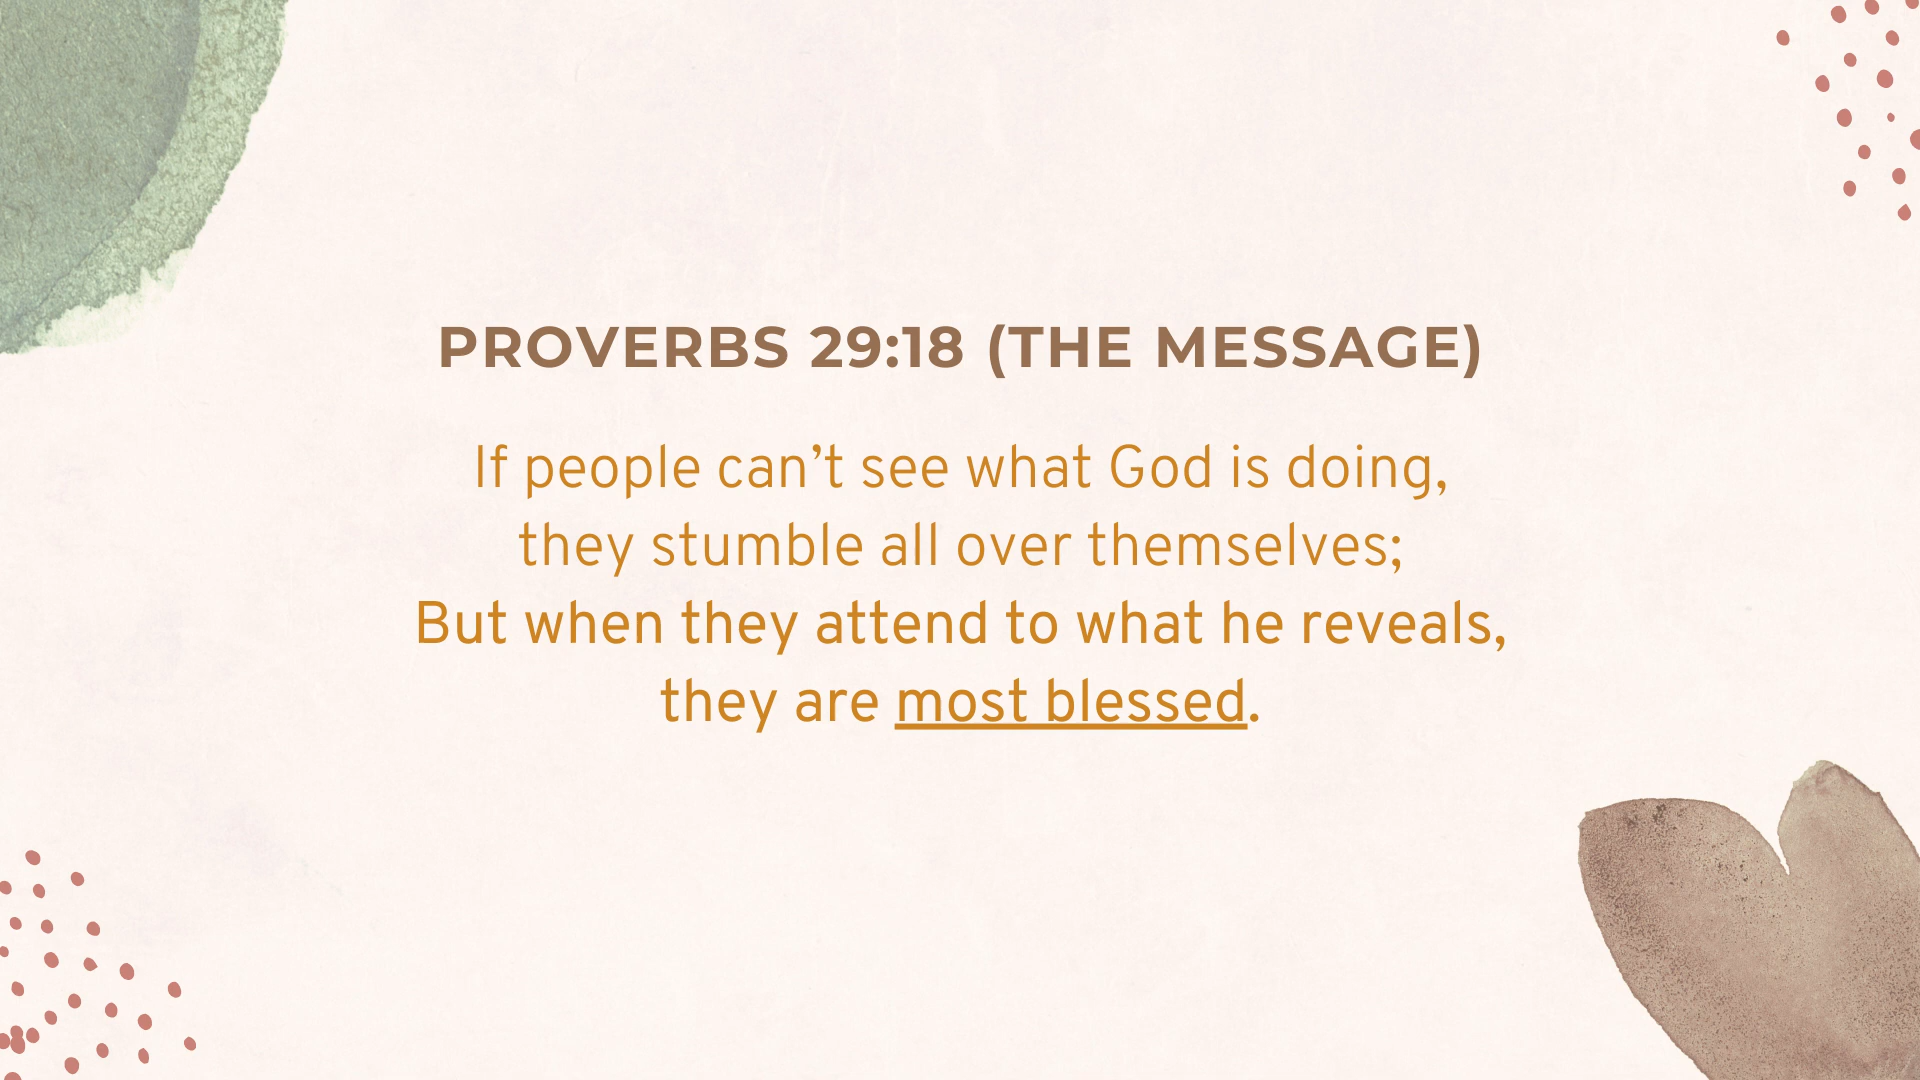 PROVERBS 29:18 (THE MESSAGE)
If people can’t see what God is doing,
they stumble all over themselves;
But when they attend to what he reveals,
they are most blessed.